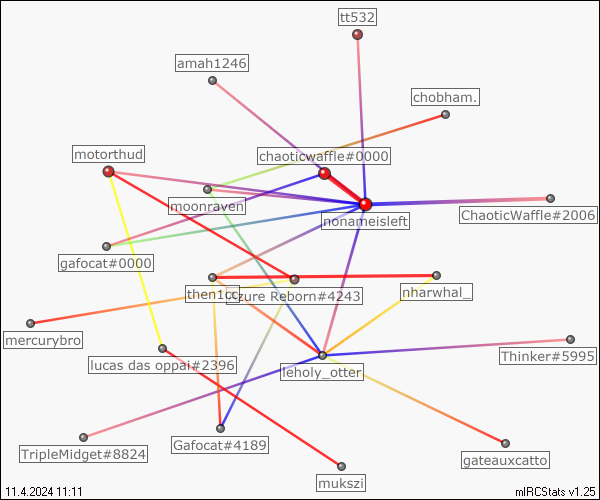 tt532
amah1246
chobham.
motorthud
chaoticwaffle#0000
moonraven
nonameisleft
ChaoticWaffle#2006
gafocat#0000
then1cc
zure Reborn#4243
nharwhal_
mercurybro
lucas das oppai#2396
leholy_otter
Thinker#5995
TripleMidget#8824
Gafocat#4189
gateauxcatto
mukszi
11.4.2024 11:11
mIRCStats v1.25